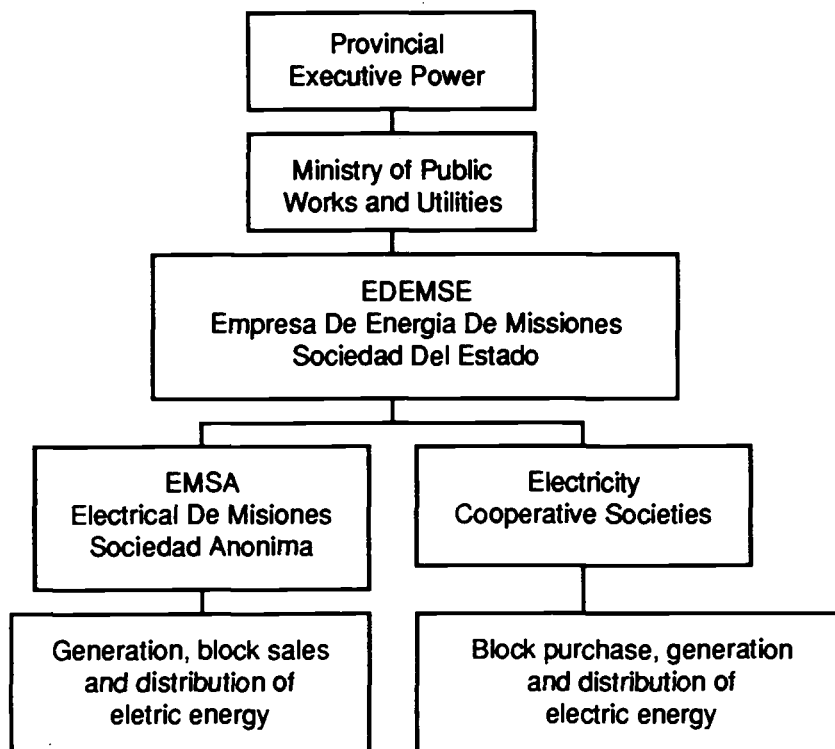 Provincial
Executive Power
Ministry of Public
Works and Utilities
EDEMSE
Empresa De Energia De Missiones
Sociedad Del Estado
EMSA
Electrical De Misiones
Sociedad Anonima
Electricity
Cooperative Societies
Generation, block sales
and distribution of
eletric energy
Block purchase, generation
and distribution of
electric energy